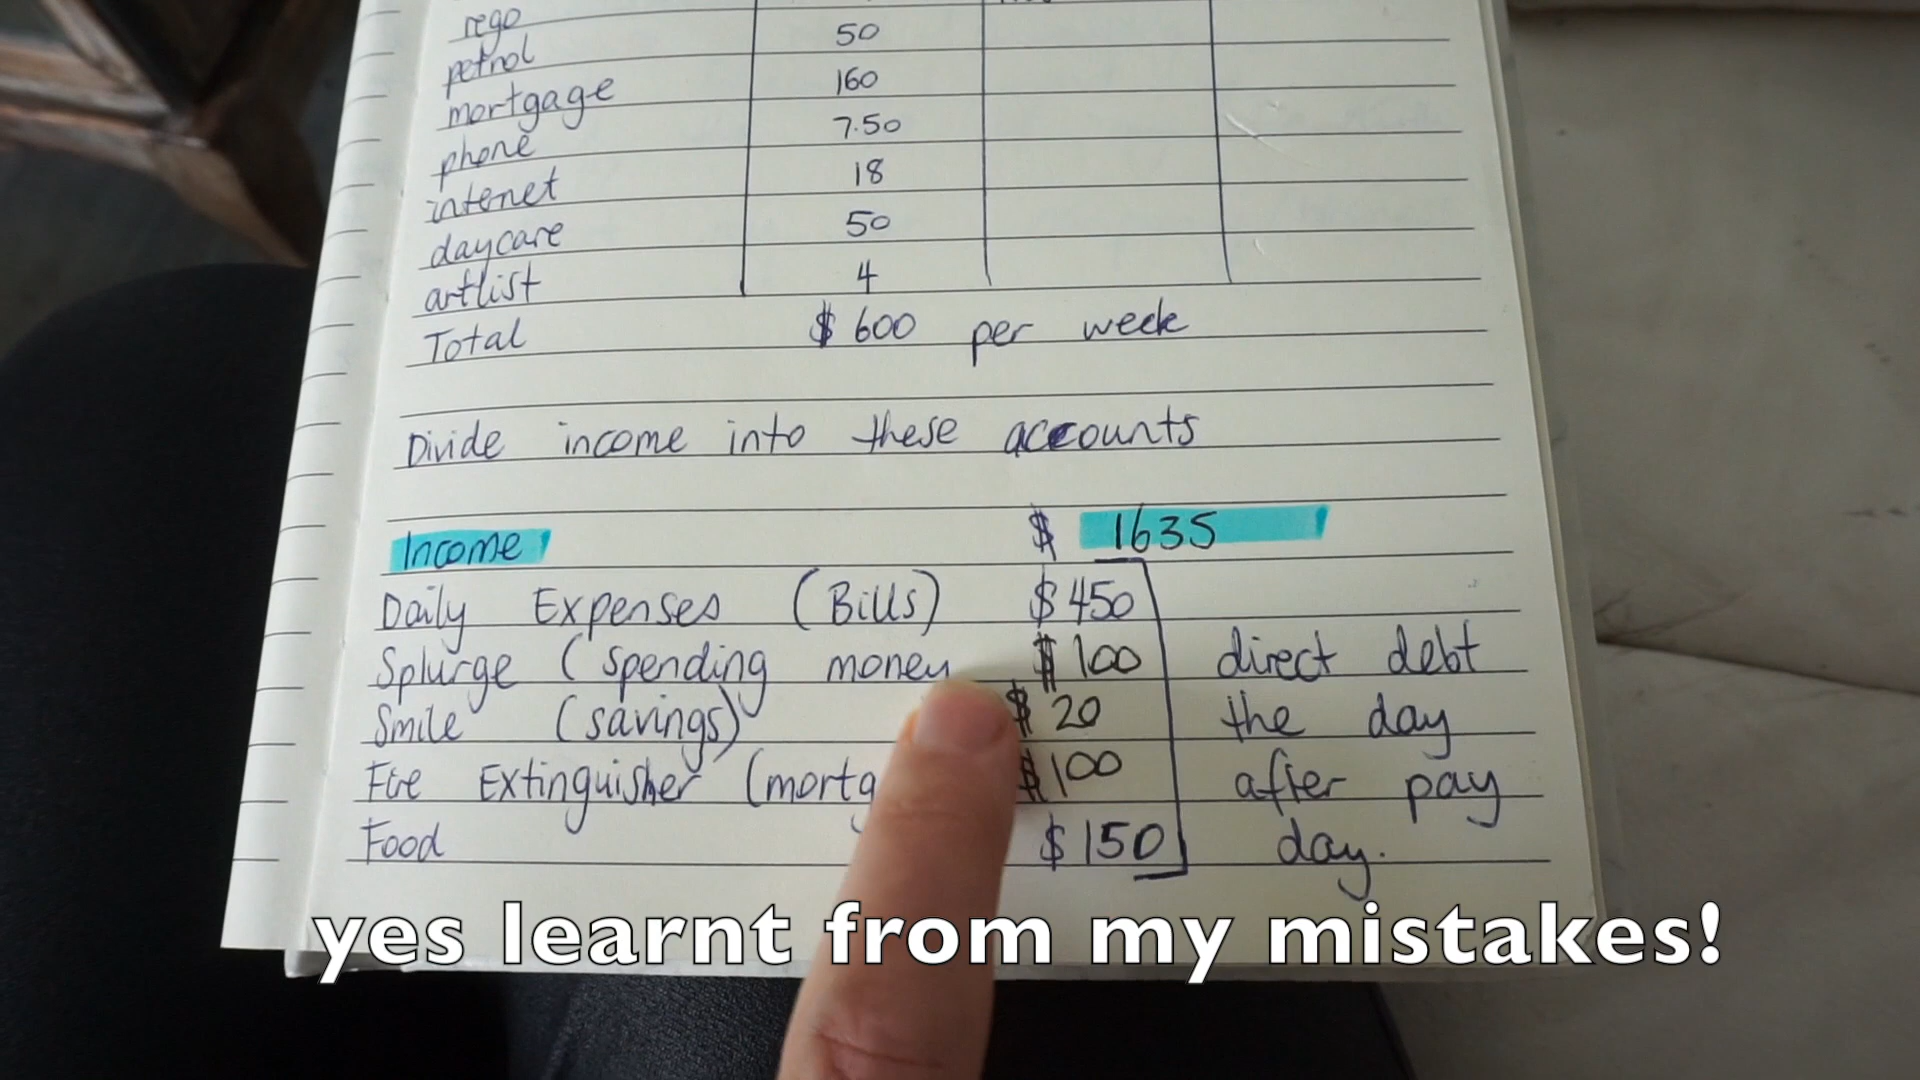 rego
petrol 50
mortgage 160
phone 7.50
internet 18
daycare 50
artlist 4
Total $600 per week
Divide income into these accounts
Income $ 1635
Daily Expenses (Bills) $450
Splurge (spending money $100 direct debt
Smile (savings) $20 the day
Fire Extinguisher (mortg $100 after pay
Food $150 day.
yes learnt from my mistakes!